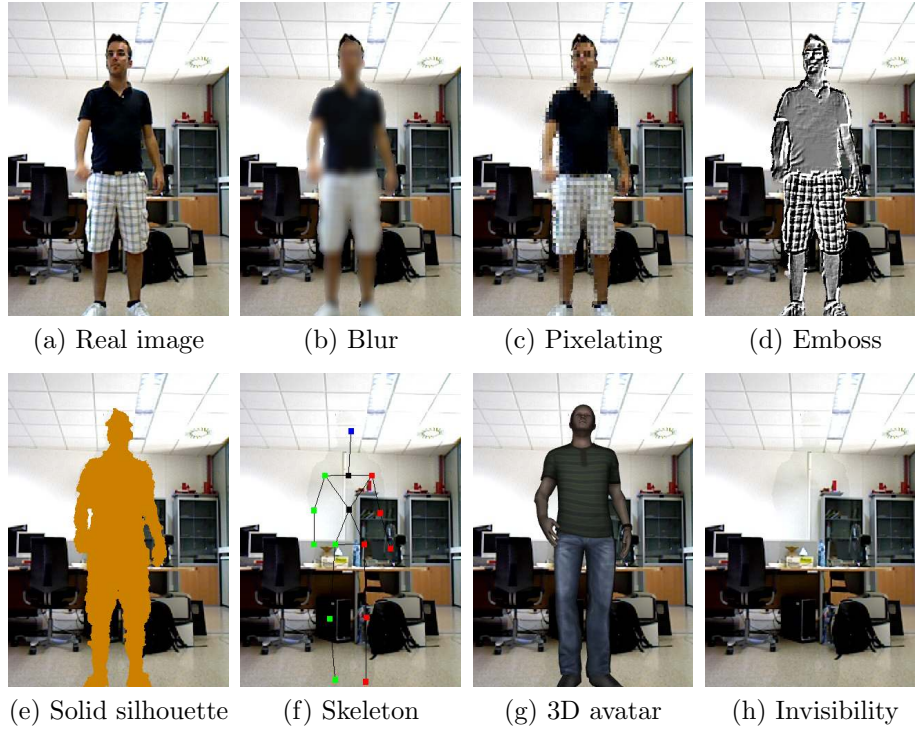 (a) Real image
(b) Blur
(c) Pixelating
(d) Emboss
(e) Solid silhouette
(f) Skeleton
(g) 3D avatar
(h) Invisibility